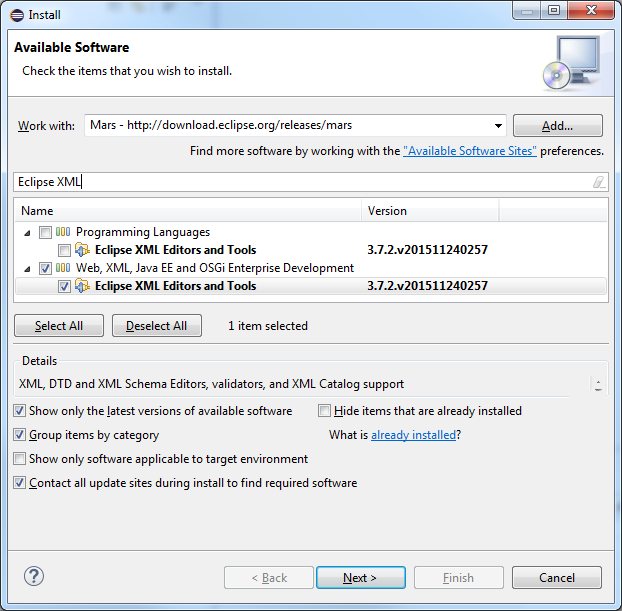 Install
Available Software
Check the items that you wish to install.
Work with: Mars - http://download.eclipse.org/releases/mars Add...
Find more software by working with the "Available Software Sites" preferences.
Eclipse XML
Name Version
Programming Languages
Eclipse XML Editors and Tools 3.7.2.v201511240257
Web, XML, Java EE and OSGi Enterprise Development
Eclipse XML Editors and Tools 3.7.2.v201511240257
Select All Deselect All 1 item selected
Details
XML, DTD and XML Schema Editors, validators, and XML Catalog support
Show only the latest versions of available software Hide items that are already installed
Group items by category What is already installed?
Show only software applicable to target environment
Contact all update sites during install to find required software
? < Back Next > Finish Cancel